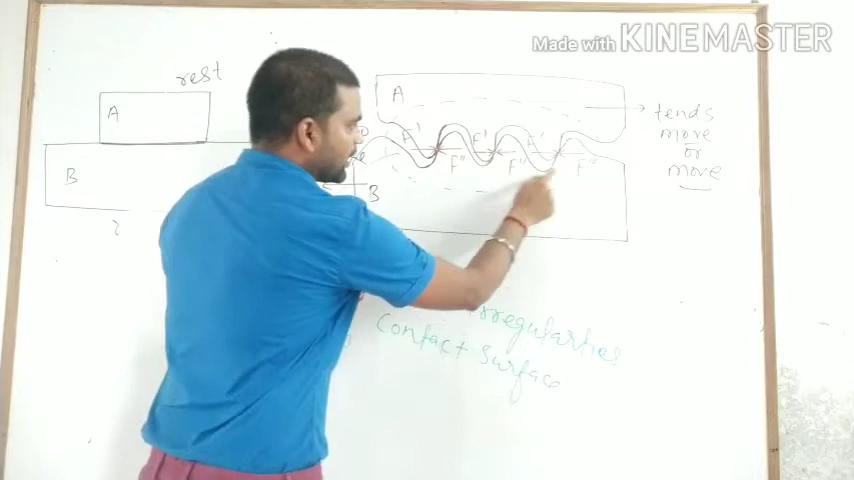 Made with KINEMASTER
rest
A
B
A
tends
move
or
move
F' F' F'
F" F" F"
B
irregularities
Contact Surface